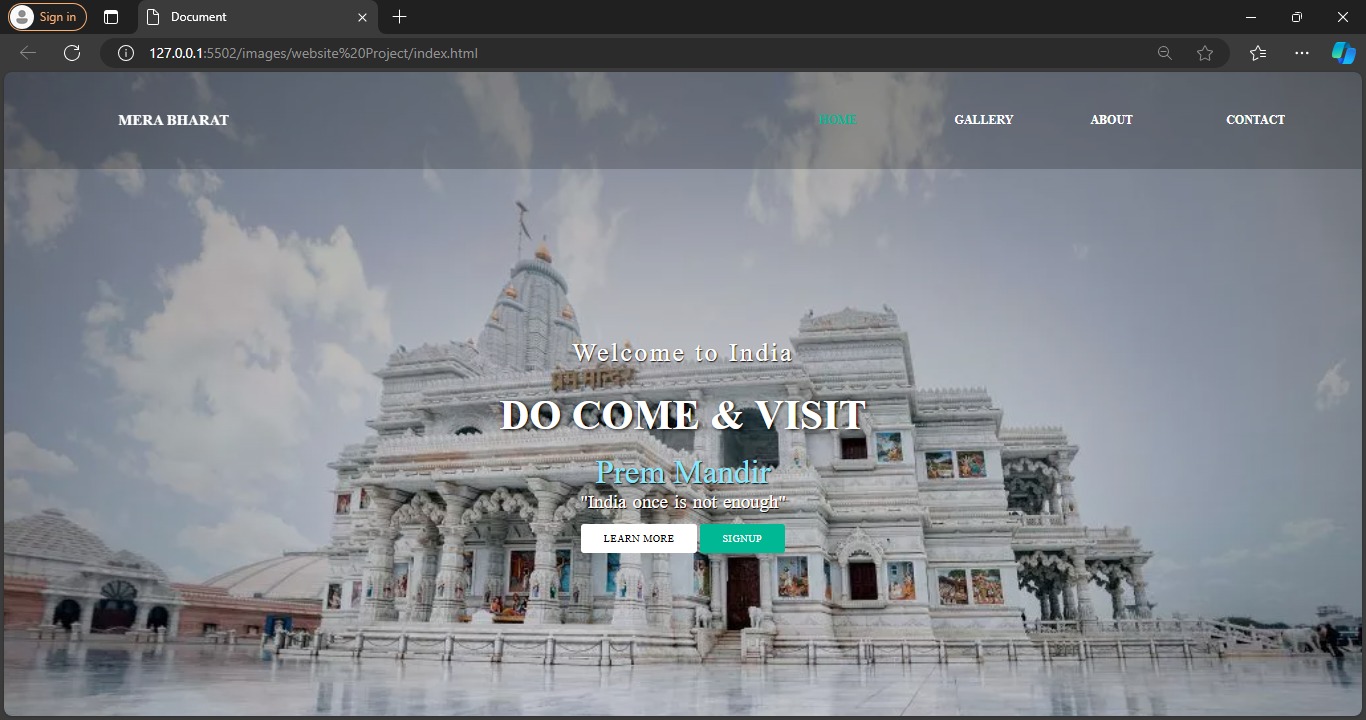 Sign in
Document
127.0.0.1:5502/images/website%20Project/index.html
MERA BHARAT
HOME
GALLERY
ABOUT
CONTACT
Welcome to India
प्रेम मन्दिर
DO COME & VISIT
Prem Mandir
"India once is not enough"
LEARN MORE
SIGNUP